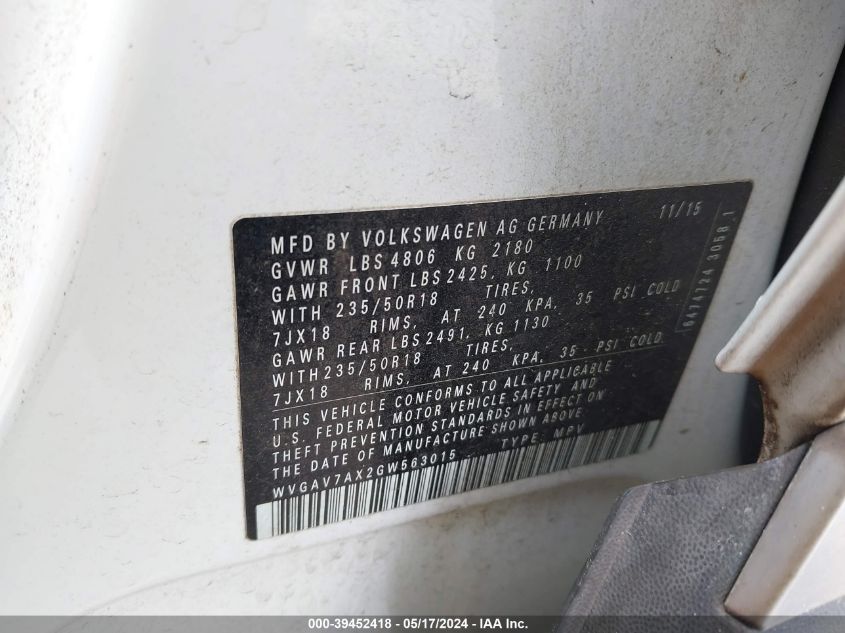 MFD BY VOLKSWAGEN AG GERMANY 11/15
GVWR LBS 4806 KG 2180
GAWR FRONT LBS 2425, KG 1100
WITH 235/50R18 TIRES,
7JX18 RIMS, AT 240 KPA, 35 PSI COLD
GAWR REAR LBS 2491, KG 1130
WITH 235/50R18 TIRES,
7JX18 RIMS, AT 240 KPA, 35 PSI COLD
THIS VEHICLE CONFORMS TO ALL APPLICABLE
U.S. FEDERAL MOTOR VEHICLE SAFETY AND
THEFT PREVENTION STANDARDS IN EFFECT ON
THE DATE OF MANUFACTURE SHOWN ABOVE.
WVGAV7AX2GW563015 TYPE: MPV
6474724 3058.1
000-39452418 - 05/17/2024 - IAA Inc.